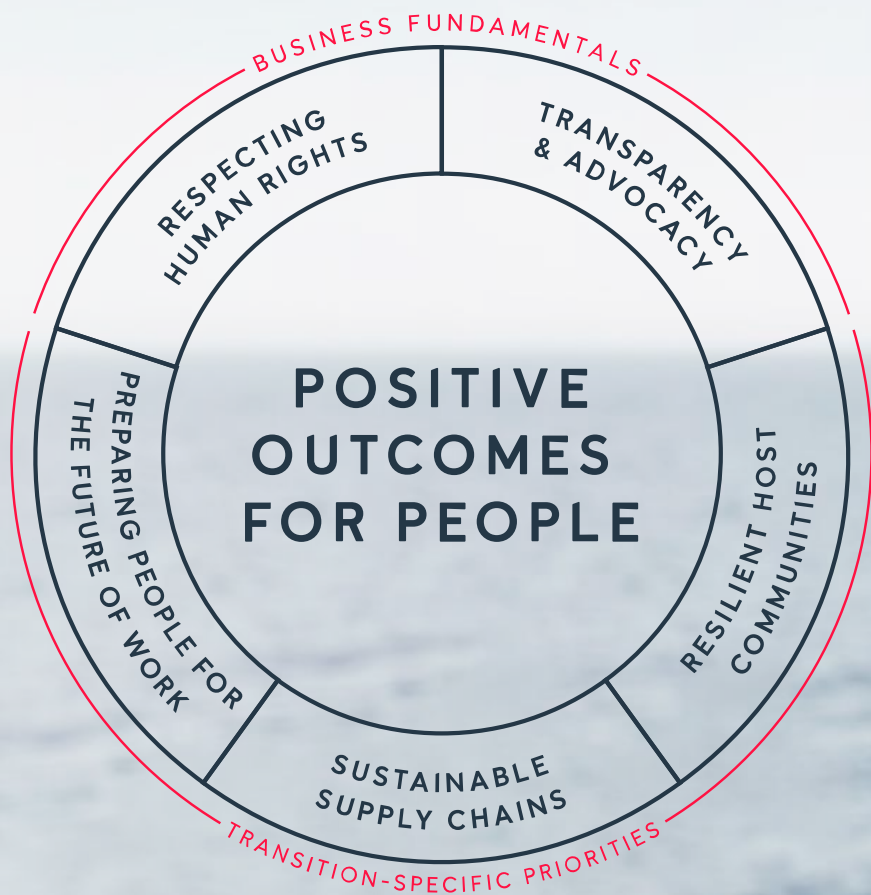 BUSINESS FUNDAMENTALS
RESPECTING
HUMAN RIGHTS
TRANSPARENCY
& ADVOCACY
POSITIVE
OUTCOMES
FOR PEOPLE
PREPARING PEOPLE FOR
THE FUTURE OF WORK
RESILIENT HOST
COMMUNITIES
SUSTAINABLE
SUPPLY CHAINS
TRANSITION-SPECIFIC PRIORITIES